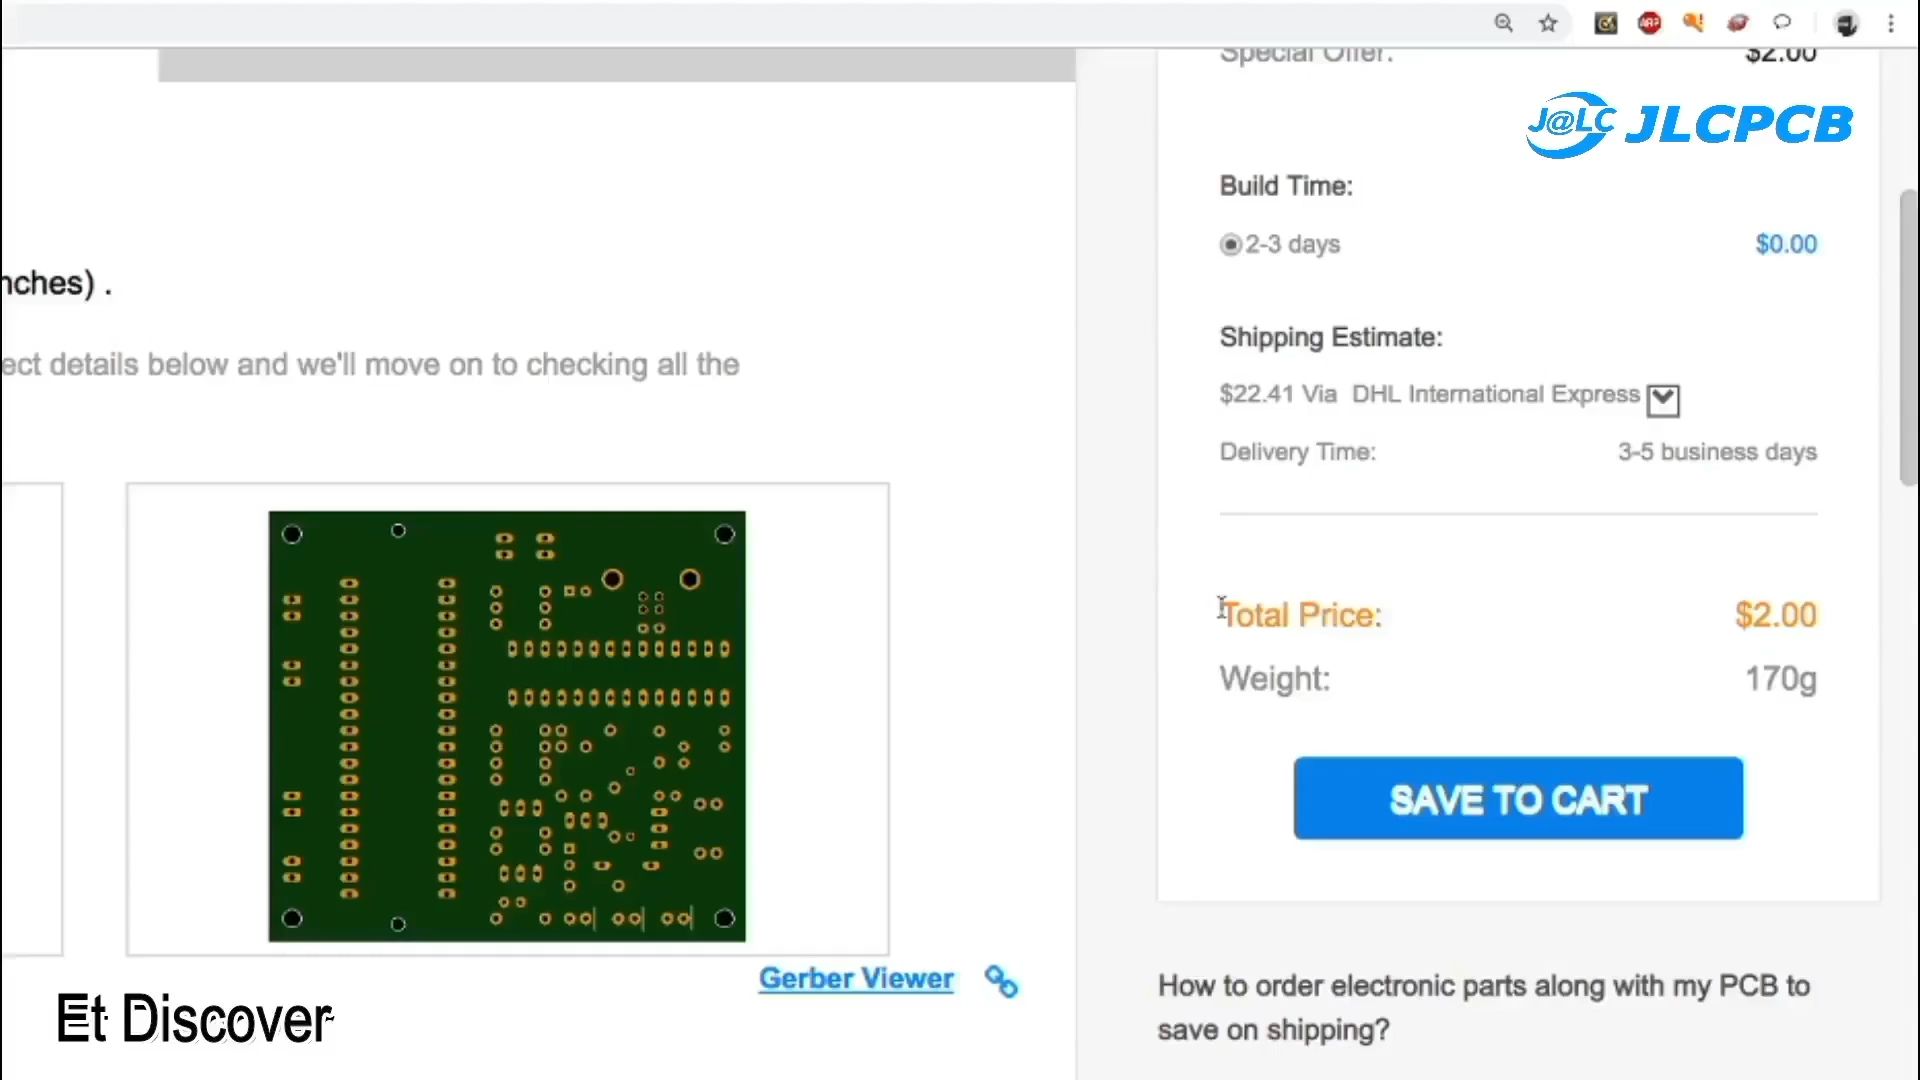 Special Offer: $2.00
J@LC JLCPCB
Build Time:
2-3 days $0.00
nches) .
Shipping Estimate:
ect details below and we'll move on to checking all the
$22.41 Via DHL International Express
Delivery Time: 3-5 business days
Total Price: $2.00
Weight: 170g
SAVE TO CART
Gerber Viewer
How to order electronic parts along with my PCB to
save on shipping?
Et Discover